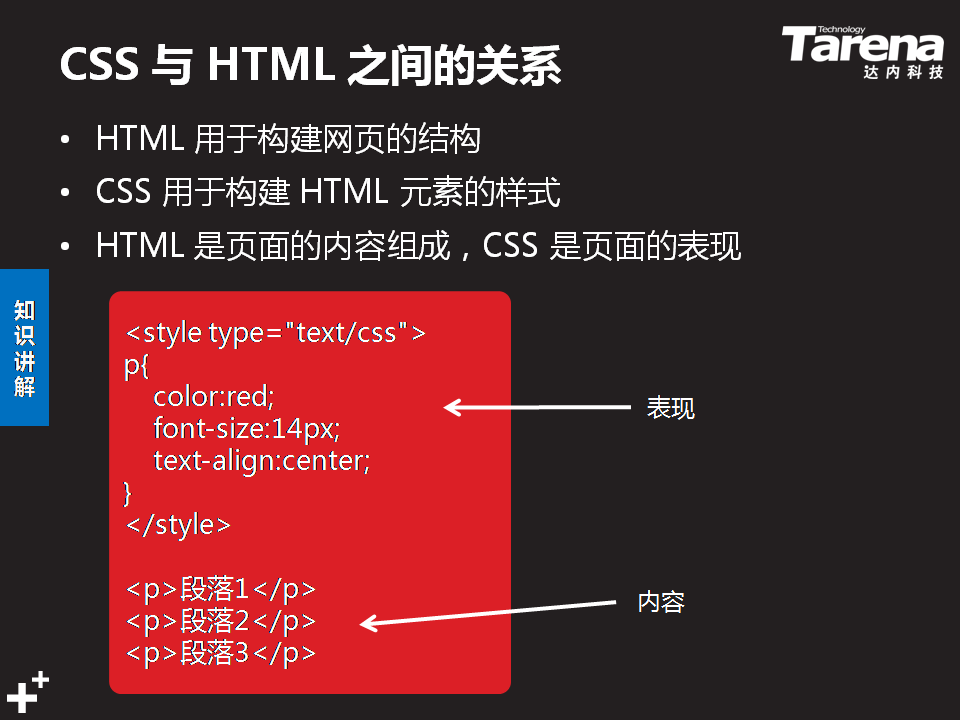 CSS 与 HTML 之间的关系
Technology
Tarena
达内科技
• HTML 用于构建网页的结构
• CSS 用于构建 HTML 元素的样式
• HTML 是页面的内容组成，CSS 是页面的表现
知识讲解
<style type="text/css">
p{
    color:red;
    font-size:14px;
    text-align:center;
}
</style>
表现
<p>段落1</p>
<p>段落2</p>
<p>段落3</p>
内容